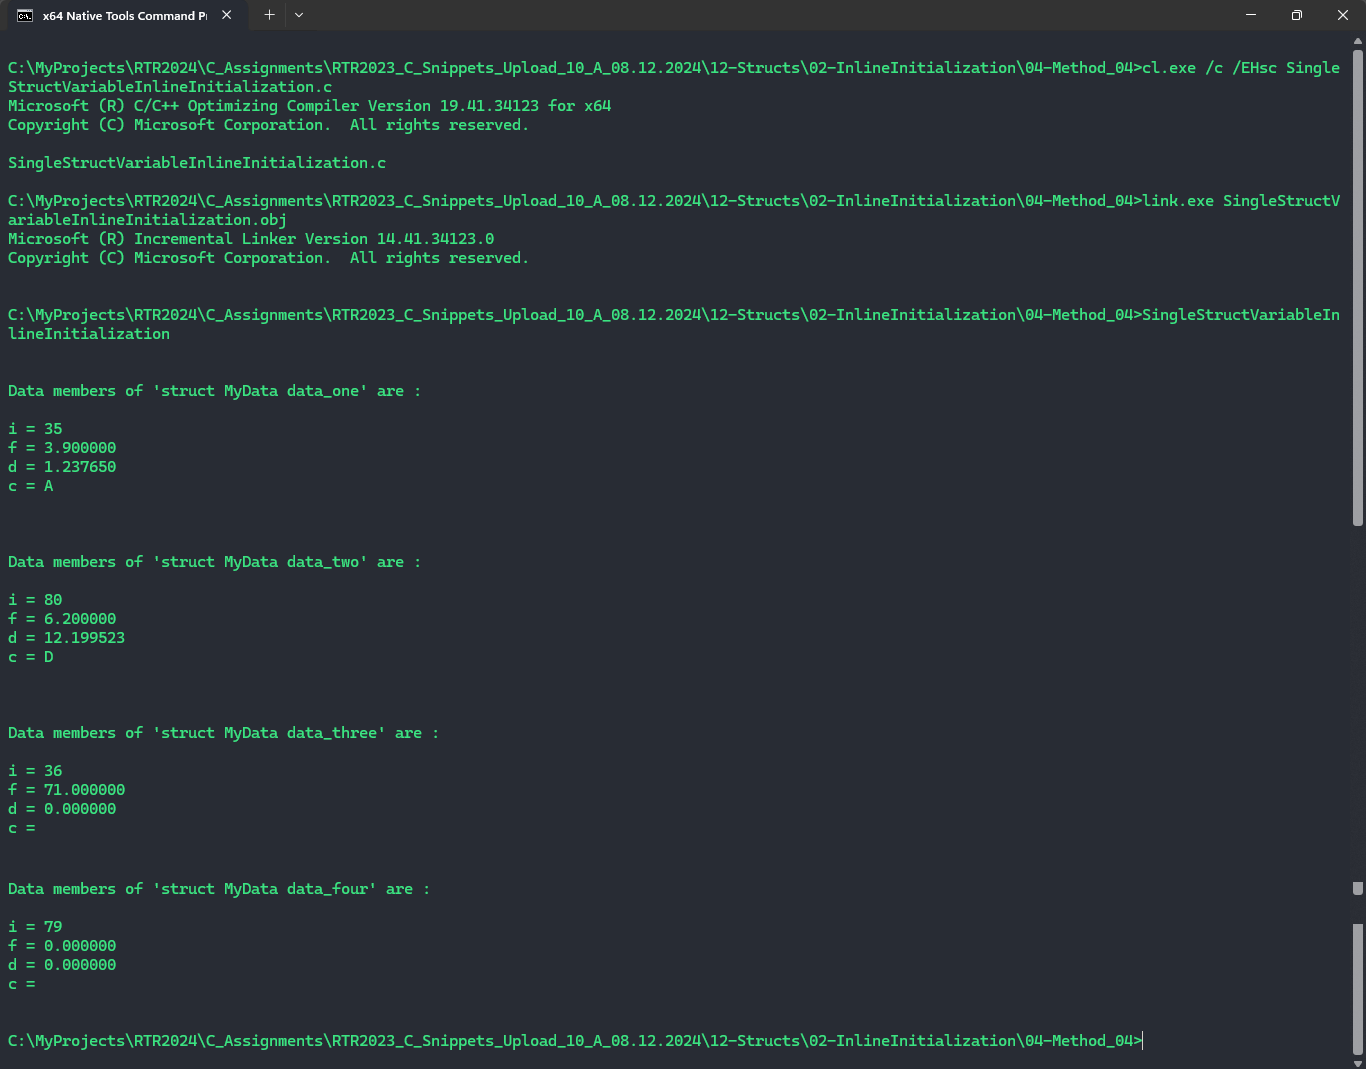 x64 Native Tools Command Pr
C:\MyProjects\RTR2024\C_Assignments\RTR2023_C_Snippets_Upload_10_A_08.12.2024\12-Structs\02-InlineInitialization\04-Method_04>cl.exe /c /EHsc Single
StructVariableInlineInitialization.c
Microsoft (R) C/C++ Optimizing Compiler Version 19.41.34123 for x64
Copyright (C) Microsoft Corporation.  All rights reserved.
SingleStructVariableInlineInitialization.c
C:\MyProjects\RTR2024\C_Assignments\RTR2023_C_Snippets_Upload_10_A_08.12.2024\12-Structs\02-InlineInitialization\04-Method_04>link.exe SingleStructV
ariableInlineInitialization.obj
Microsoft (R) Incremental Linker Version 14.41.34123.0
Copyright (C) Microsoft Corporation.  All rights reserved.
C:\MyProjects\RTR2024\C_Assignments\RTR2023_C_Snippets_Upload_10_A_08.12.2024\12-Structs\02-InlineInitialization\04-Method_04>SingleStructVariableIn
lineInitialization
Data members of 'struct MyData data_one' are :
i = 35
f = 3.900000
d = 1.237650
c = A
Data members of 'struct MyData data_two' are :
i = 80
f = 6.200000
d = 12.199523
c = D
Data members of 'struct MyData data_three' are :
i = 36
f = 71.000000
d = 0.000000
c =
Data members of 'struct MyData data_four' are :
i = 79
f = 0.000000
d = 0.000000
c =
C:\MyProjects\RTR2024\C_Assignments\RTR2023_C_Snippets_Upload_10_A_08.12.2024\12-Structs\02-InlineInitialization\04-Method_04>